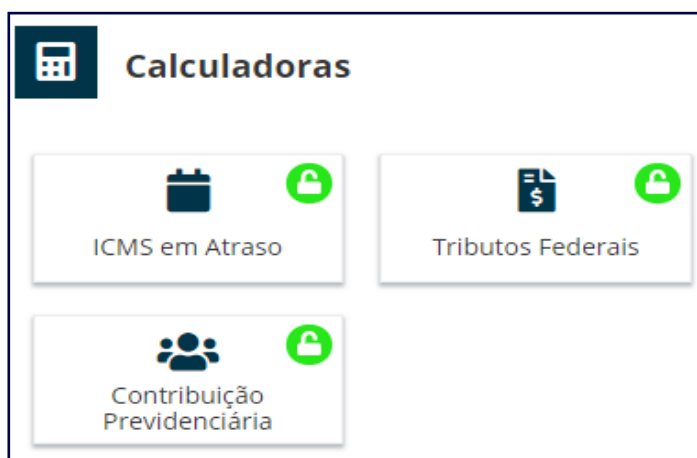 Calculadoras
ICMS em Atraso
Tributos Federais
Contribuição
Previdenciária